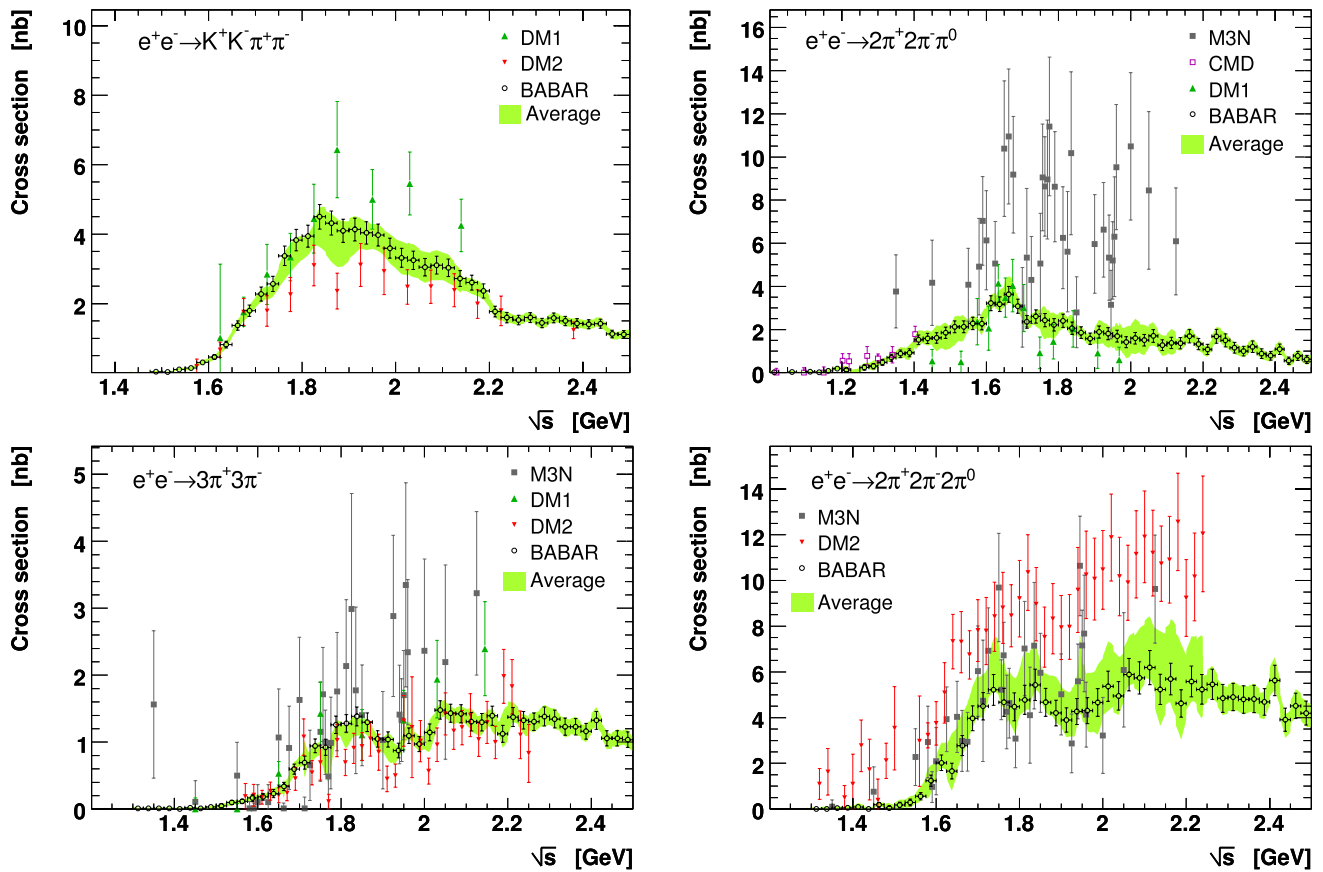 Cross section [nb]
e⁺e⁻→K⁺K⁻π⁺π⁻
DM1
DM2
BABAR
Average
10
8
6
4
2
1.4 1.6 1.8 2 2.2 2.4
√s [GeV]
Cross section [nb]
e⁺e⁻→2π⁺2π⁻π⁰
M3N
CMD
DM1
BABAR
Average
16
14
12
10
8
6
4
2
0
1.2 1.4 1.6 1.8 2 2.2 2.4
√s [GeV]
Cross section [nb]
e⁺e⁻→3π⁺3π⁻
M3N
DM1
DM2
BABAR
Average
5
4
3
2
1
0
1.4 1.6 1.8 2 2.2 2.4
√s [GeV]
Cross section [nb]
e⁺e⁻→2π⁺2π⁻2π⁰
M3N
DM2
BABAR
Average
14
12
10
8
6
4
2
0
1.4 1.6 1.8 2 2.2 2.4
√s [GeV]